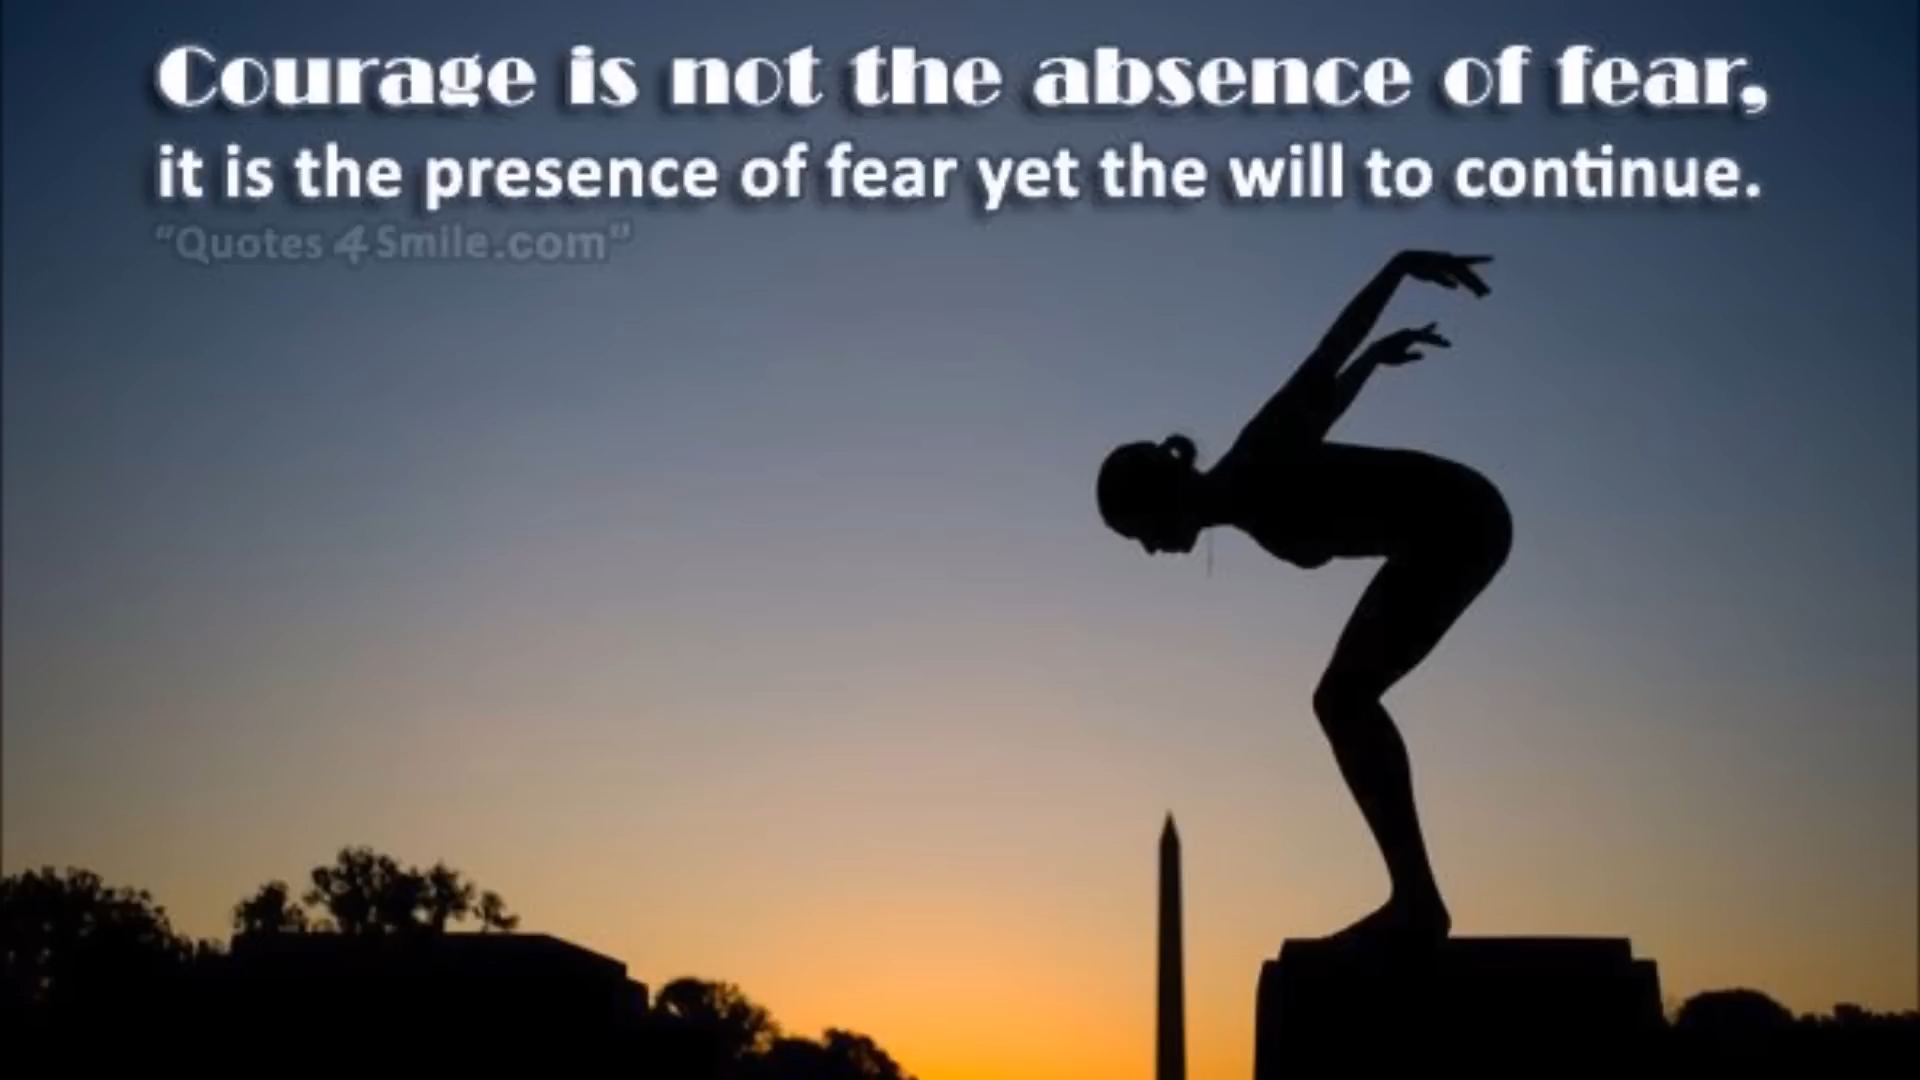 Courage is not the absence of fear,
it is the presence of fear yet the will to continue.
"Quotes 4 Smile.com"